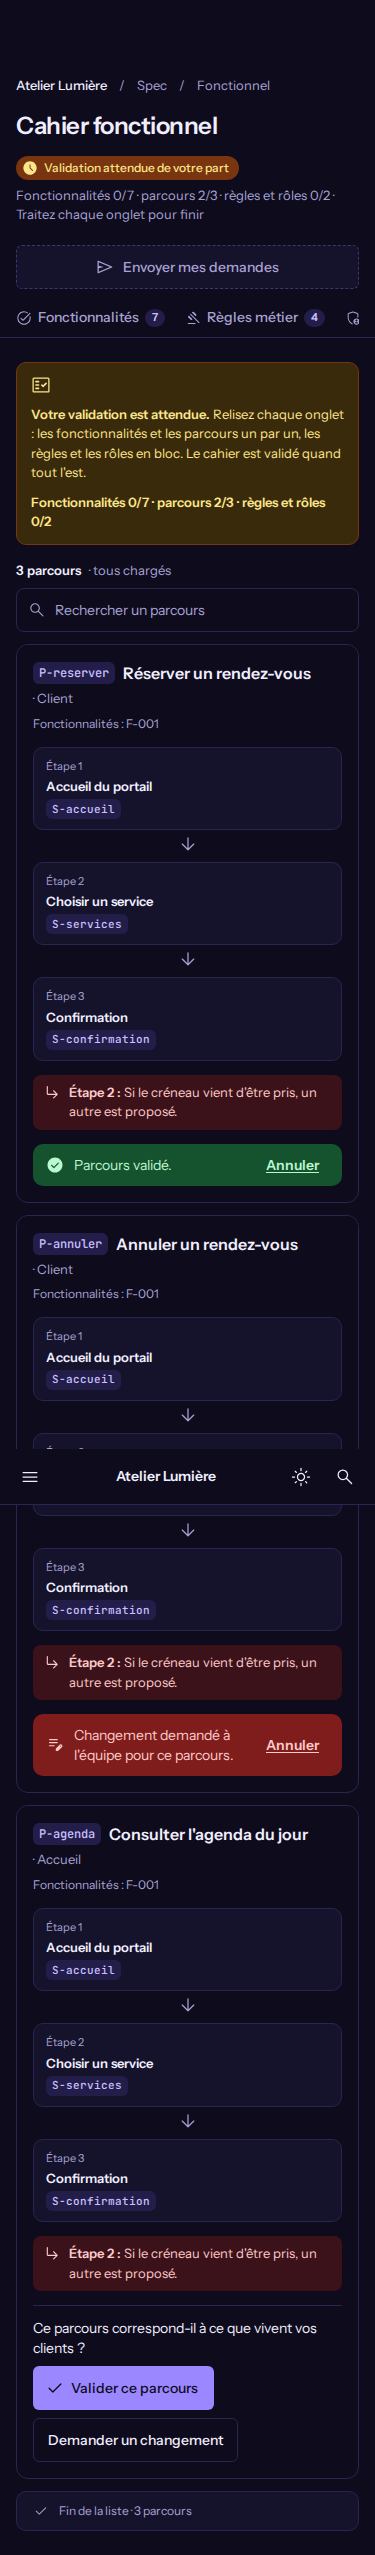 Atelier Lumière / Spec / Fonctionnel
Cahier fonctionnel
Validation attendue de votre part
Fonctionnalités 0/7 · parcours 2/3 · règles et rôles 0/2 ·
Traitez chaque onglet pour finir
Envoyer mes demandes
Fonctionnalités 7 Règles métier 4
Votre validation est attendue. Relisez chaque onglet
: les fonctionnalités et les parcours un par un, les
règles et les rôles en bloc. Le cahier est validé quand
tout l'est.
Fonctionnalités 0/7 · parcours 2/3 · règles et rôles
0/2
3 parcours · tous chargés
Rechercher un parcours
P-reserver Réserver un rendez-vous
· Client
Fonctionnalités : F-001
Étape 1
Accueil du portail
S-accueil
Étape 2
Choisir un service
S-services
Étape 3
Confirmation
S-confirmation
Étape 2 : Si le créneau vient d'être pris, un
autre est proposé.
Parcours validé. Annuler
P-annuler Annuler un rendez-vous
· Client
Fonctionnalités : F-001
Étape 1
Accueil du portail
S-accueil
Atelier Lumière
Étape 3
Confirmation
S-confirmation
Étape 2 : Si le créneau vient d'être pris, un
autre est proposé.
Changement demandé à
l'équipe pour ce parcours. Annuler
P-agenda Consulter l'agenda du jour
· Accueil
Fonctionnalités : F-001
Étape 1
Accueil du portail
S-accueil
Étape 2
Choisir un service
S-services
Étape 3
Confirmation
S-confirmation
Étape 2 : Si le créneau vient d'être pris, un
autre est proposé.
Ce parcours correspond-il à ce que vivent vos
clients ?
Valider ce parcours
Demander un changement
Fin de la liste · 3 parcours